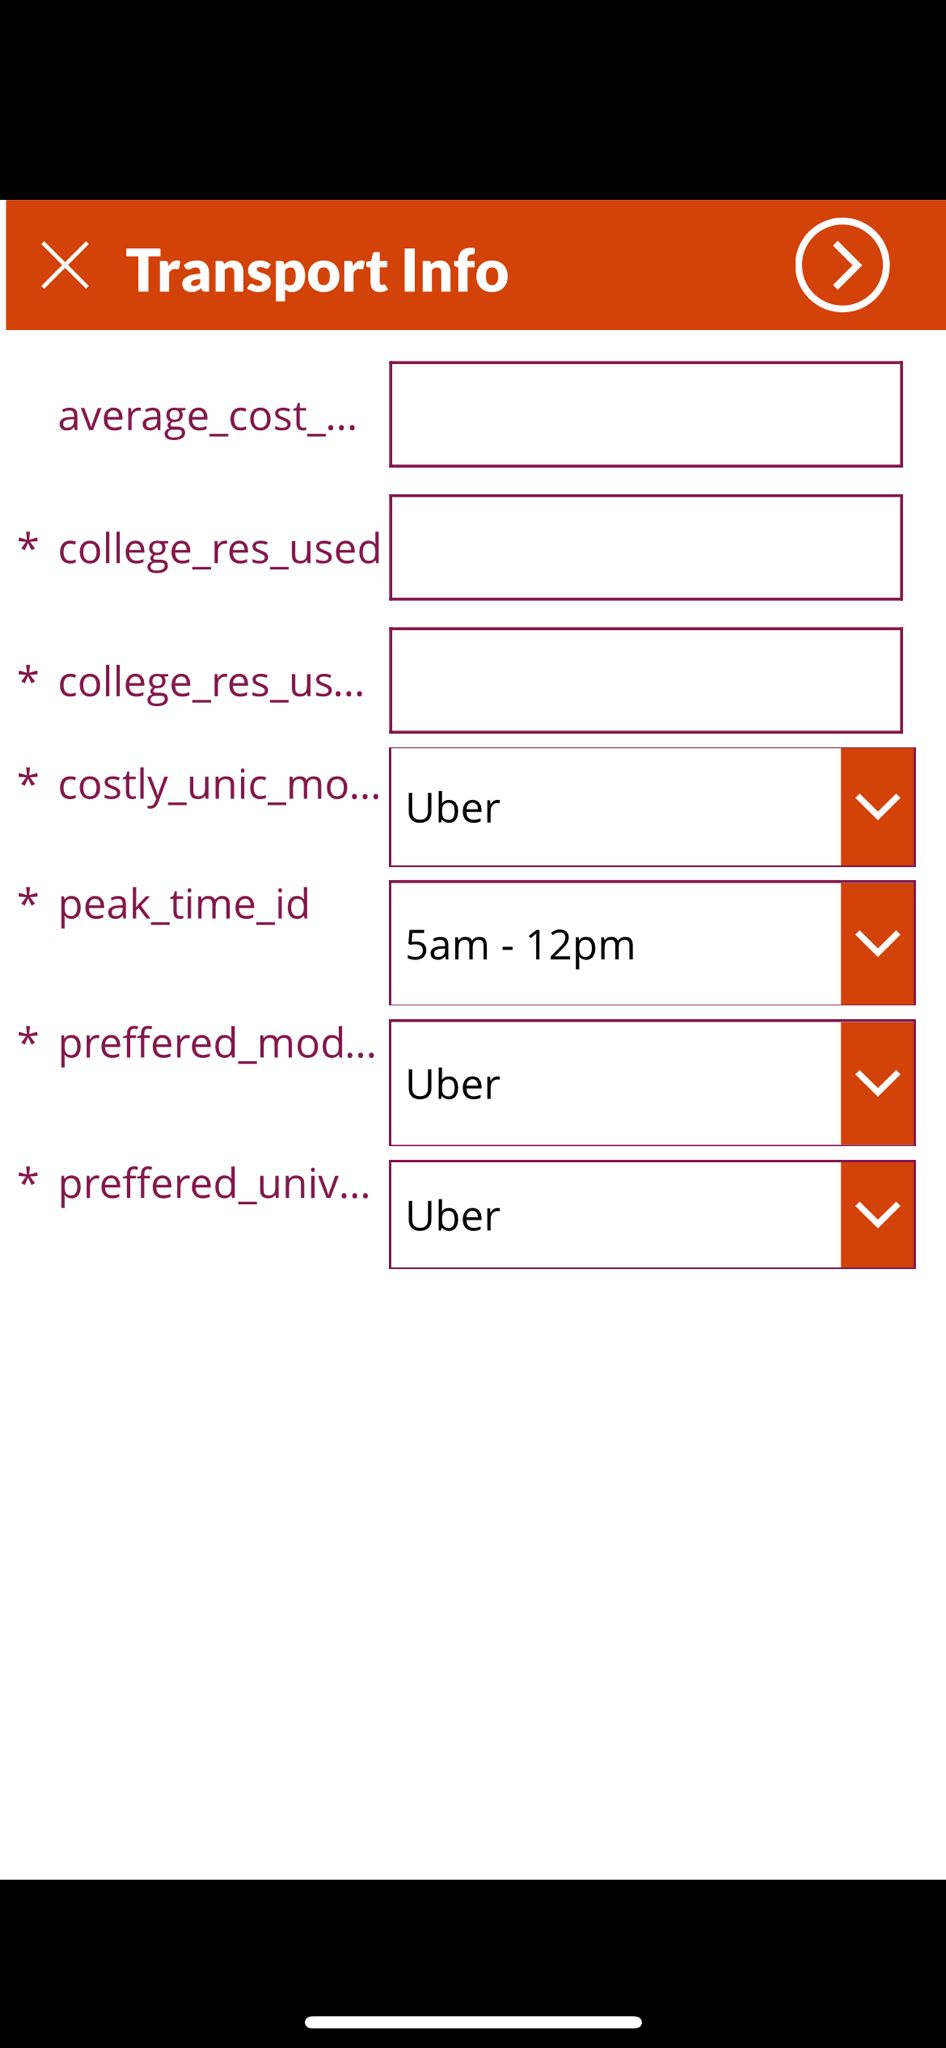 Transport Info
average_cost_...
* college_res_used
* college_res_us...
* costly_unic_mo... Uber
* peak_time_id 5am - 12pm
* preffered_mod... Uber
* preffered_univ... Uber